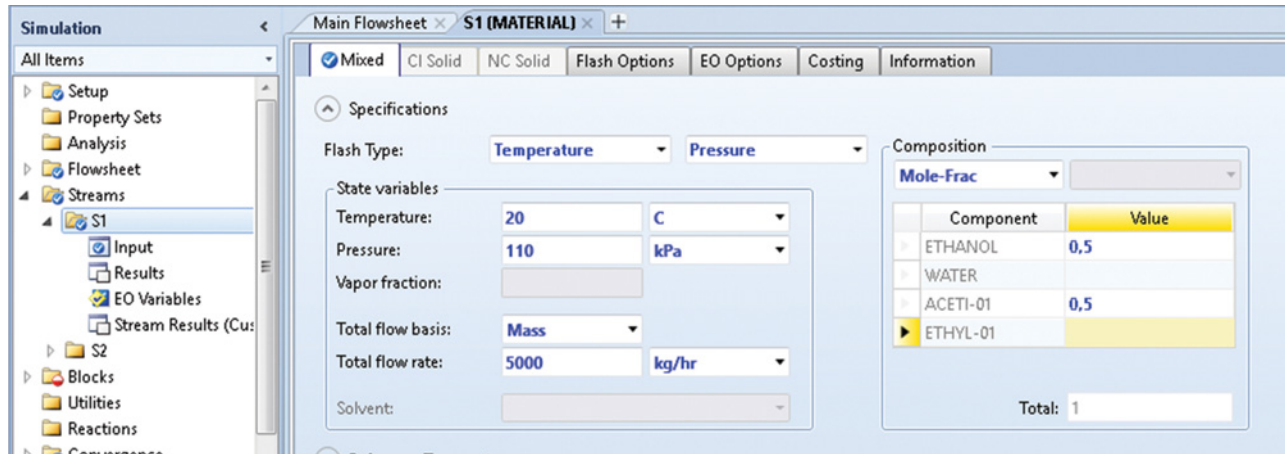 Simulation
All Items
Setup
Property Sets
Analysis
Flowsheet
Streams
S1
Input
Results
EO Variables
Stream Results (Cus
S2
Blocks
Utilities
Reactions
Convergence
Main Flowsheet
S1 (MATERIAL)
Mixed CI Solid NC Solid Flash Options EO Options Costing Information
Specifications
Flash Type: Temperature Pressure
State variables
Temperature: 20 C
Pressure: 110 kPa
Vapor fraction:
Total flow basis: Mass
Total flow rate: 5000 kg/hr
Solvent:
Composition
Mole-Frac
Component Value
ETHANOL 0,5
WATER
ACETI-01 0,5
ETHYL-01
Total: 1